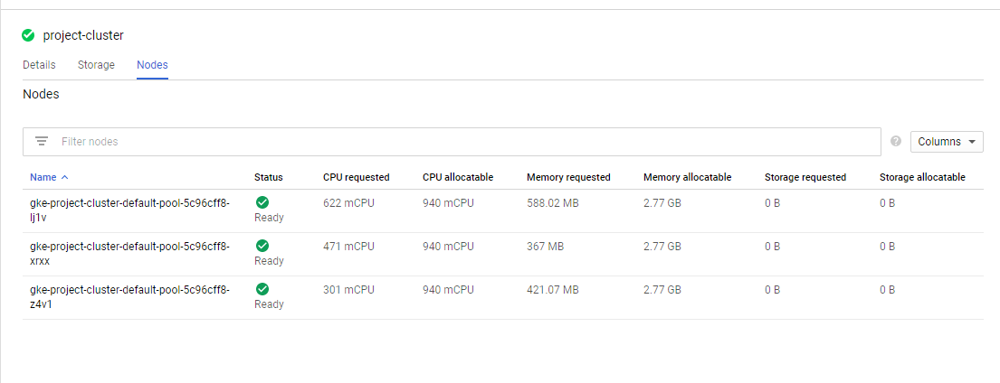 project-cluster
Details Storage Nodes
Nodes
Filter nodes Columns
Name Status CPU requested CPU allocatable Memory requested Memory allocatable Storage requested Storage allocatable
gke-project-cluster-default-pool-5c96cff8- 622 mCPU 940 mCPU 588.02 MB 2.77 GB 0 B 0 B
lj1v Ready
gke-project-cluster-default-pool-5c96cff8- 471 mCPU 940 mCPU 367 MB 2.77 GB 0 B 0 B
xrxx Ready
gke-project-cluster-default-pool-5c96cff8- 301 mCPU 940 mCPU 421.07 MB 2.77 GB 0 B 0 B
z4v1 Ready